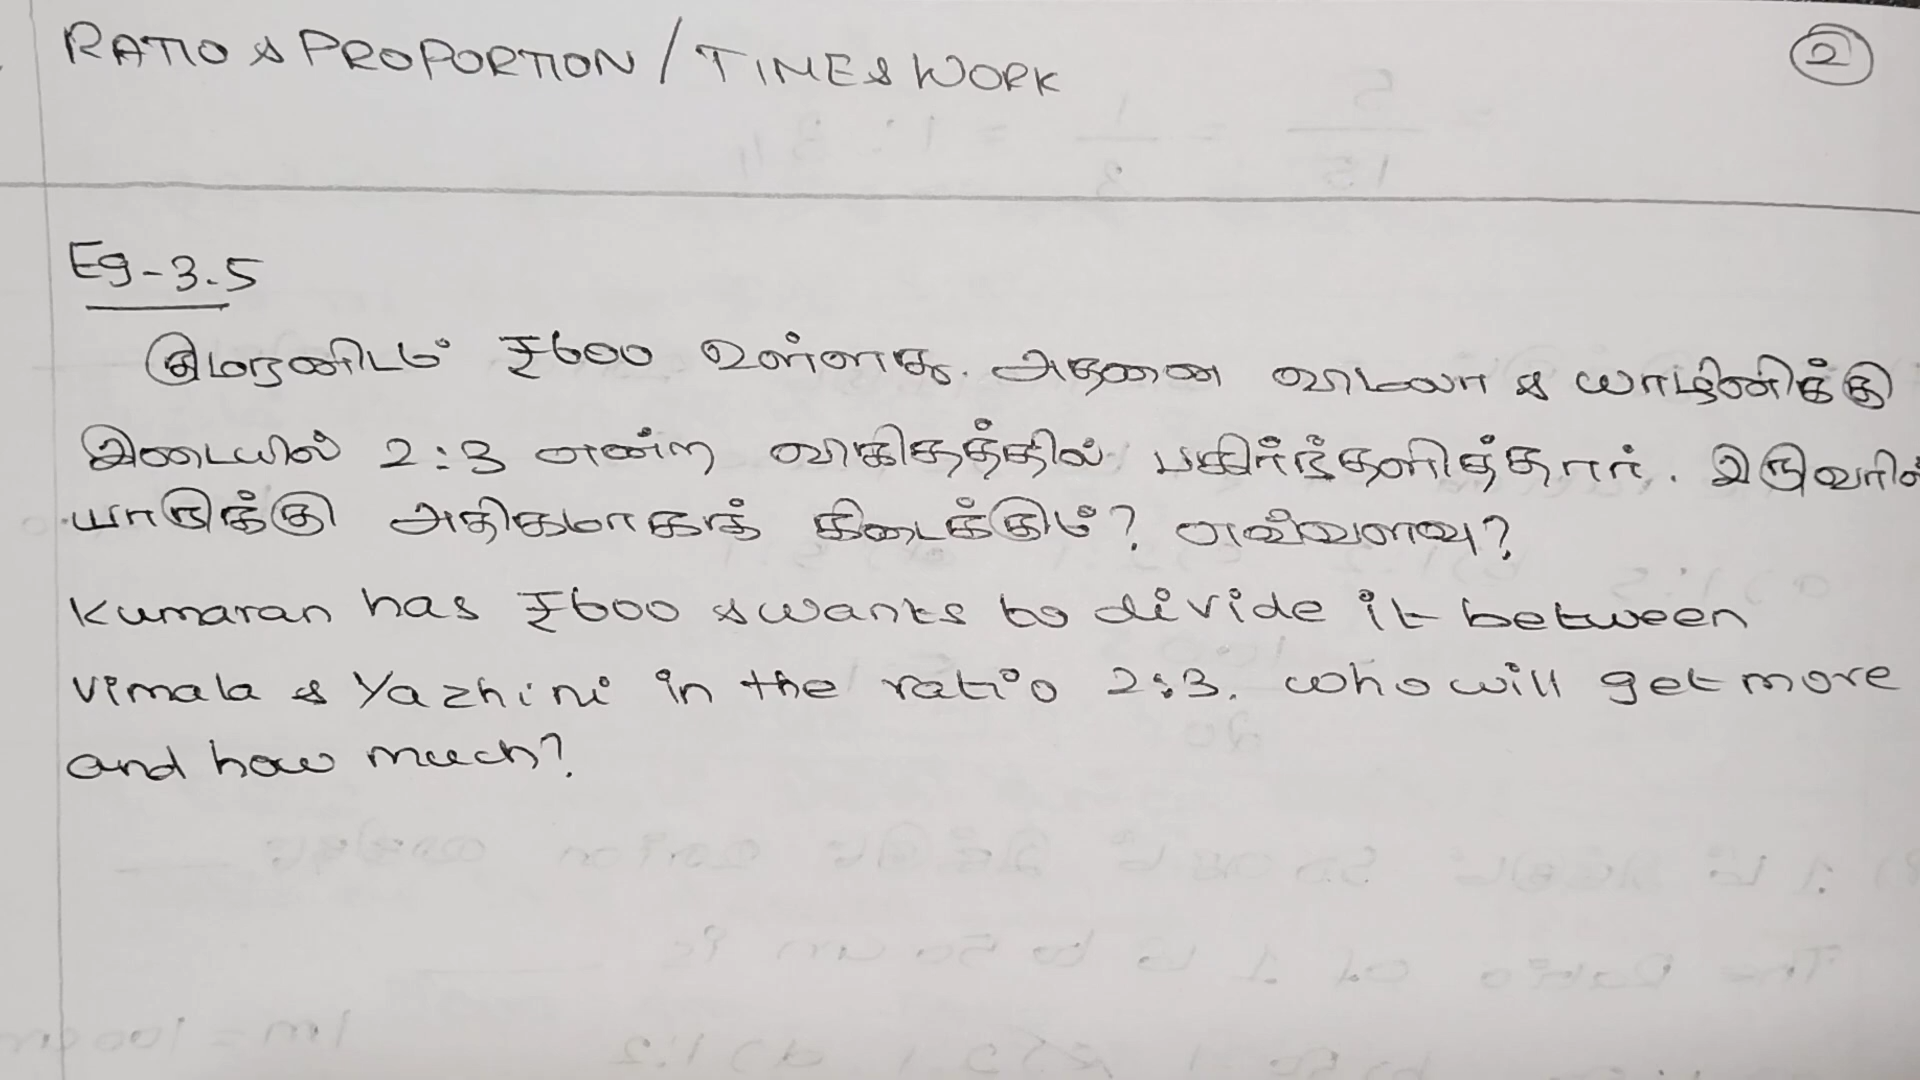 RATIO & PROPORTION / TIME & WORK
2
Eg-3.5
குமரனிடம் ₹600 உள்ளது. அதனை விமலா & யாழினிக்கு
இடையில் 2:3 என்ற விகிதத்தில் பகிர்ந்தளித்தார். இருவரில்
யாருக்கு அதிகமாகக் கிடைக்கும்? எவ்வளவு?
Kumaran has ₹600 & wants to divide it between
Vimala & Yazhini in the ratio 2:3. who will get more
and how much?